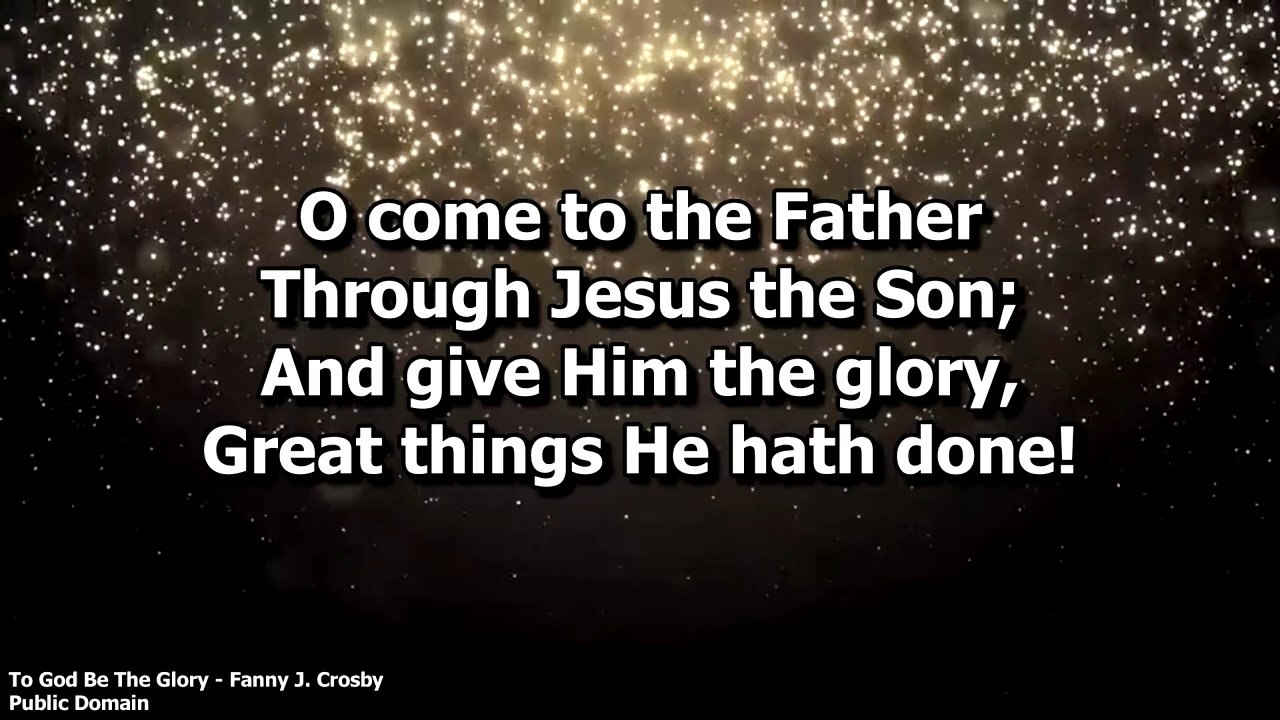 O come to the Father
Through Jesus the Son;
And give Him the glory,
Great things He hath done!
To God Be The Glory - Fanny J. Crosby
Public Domain